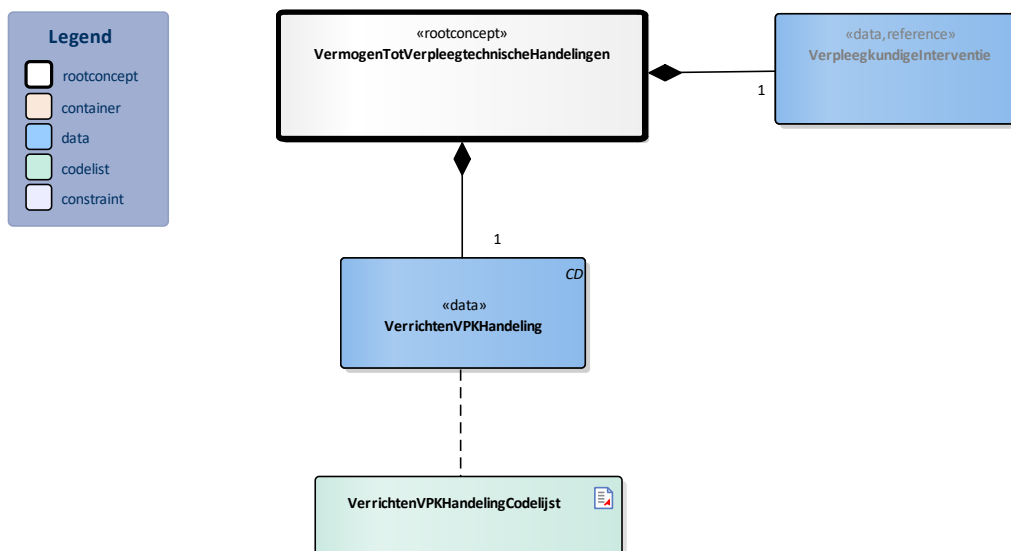 Legend
rootconcept
container
data
codelist
constraint
«rootconcept»
VermogenTotVerpleegtechnischeHandelingen
«data,reference»
VerpleegkundigeInterventie
1
1
CD
«data»
VerrichtenVPKHandeling
VerrichtenVPKHandelingCodelijst